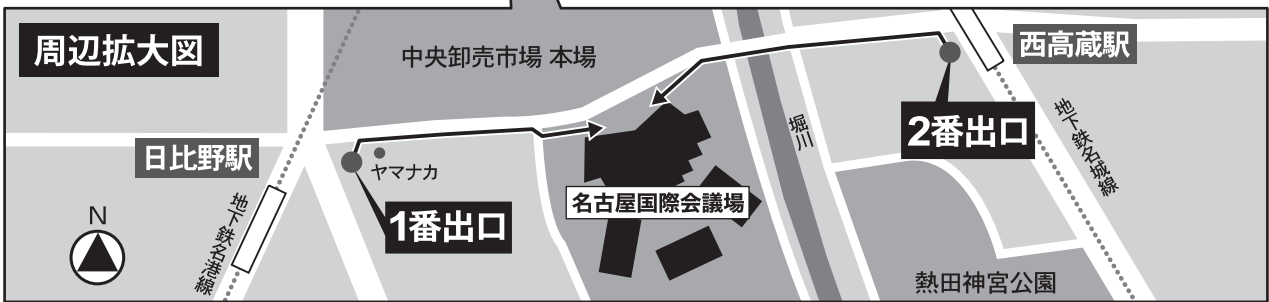 周辺拡大図
中央卸売市場 本場
西高蔵駅
日比野駅
ヤマナカ
堀川
2番出口
地下鉄名城線
地下鉄名港線
名古屋国際会議場
1番出口
N
熱田神宮公園